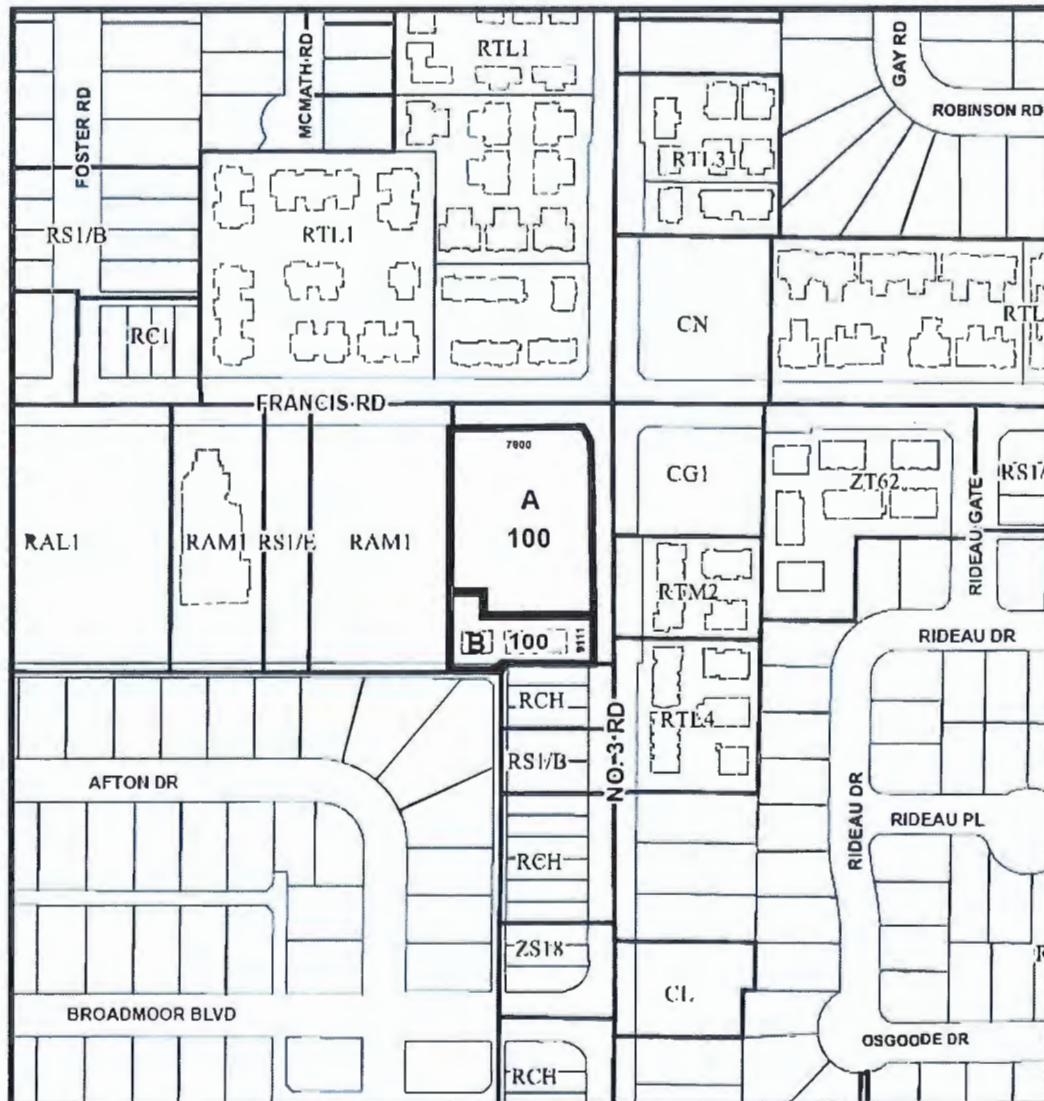 RTL1
GAY RD
MCMATH RD
ROBINSON RD
FOSTER RD
RTL3
RS1/B
RTL1
RC1
CN
RTL
FRANCIS RD
7900
A
100
CG1
ZT62
RS1/
RIDEAU GATE
RAL1
RAM1
RS1/E
RAM1
RTM2
B
100
9111
RIDEAU DR
RCH
RTL4
NO. 3 RD
RS1/B
AFTON DR
RIDEAU DR
RIDEAU PL
RCH
ZS18
CL
BROADMOOR BLVD
OSGOODE DR
RCH